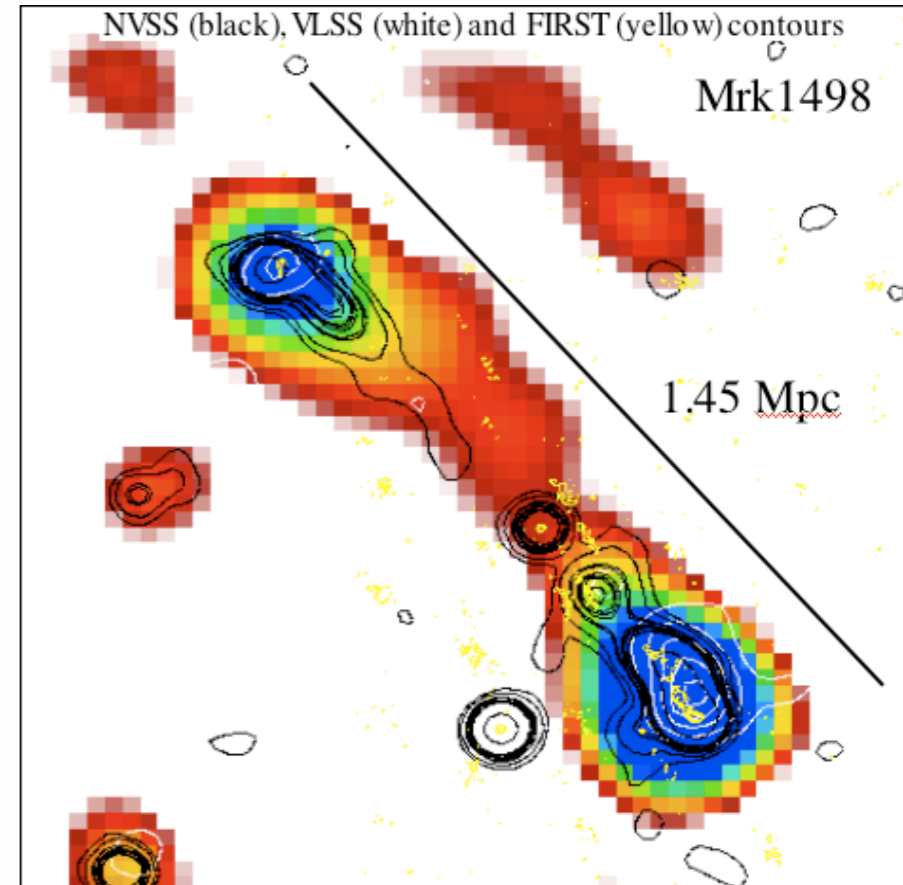 NVSS (black), VLSS (white) and FIRST (yellow) contours
Mrk1498
1.45 Mpc